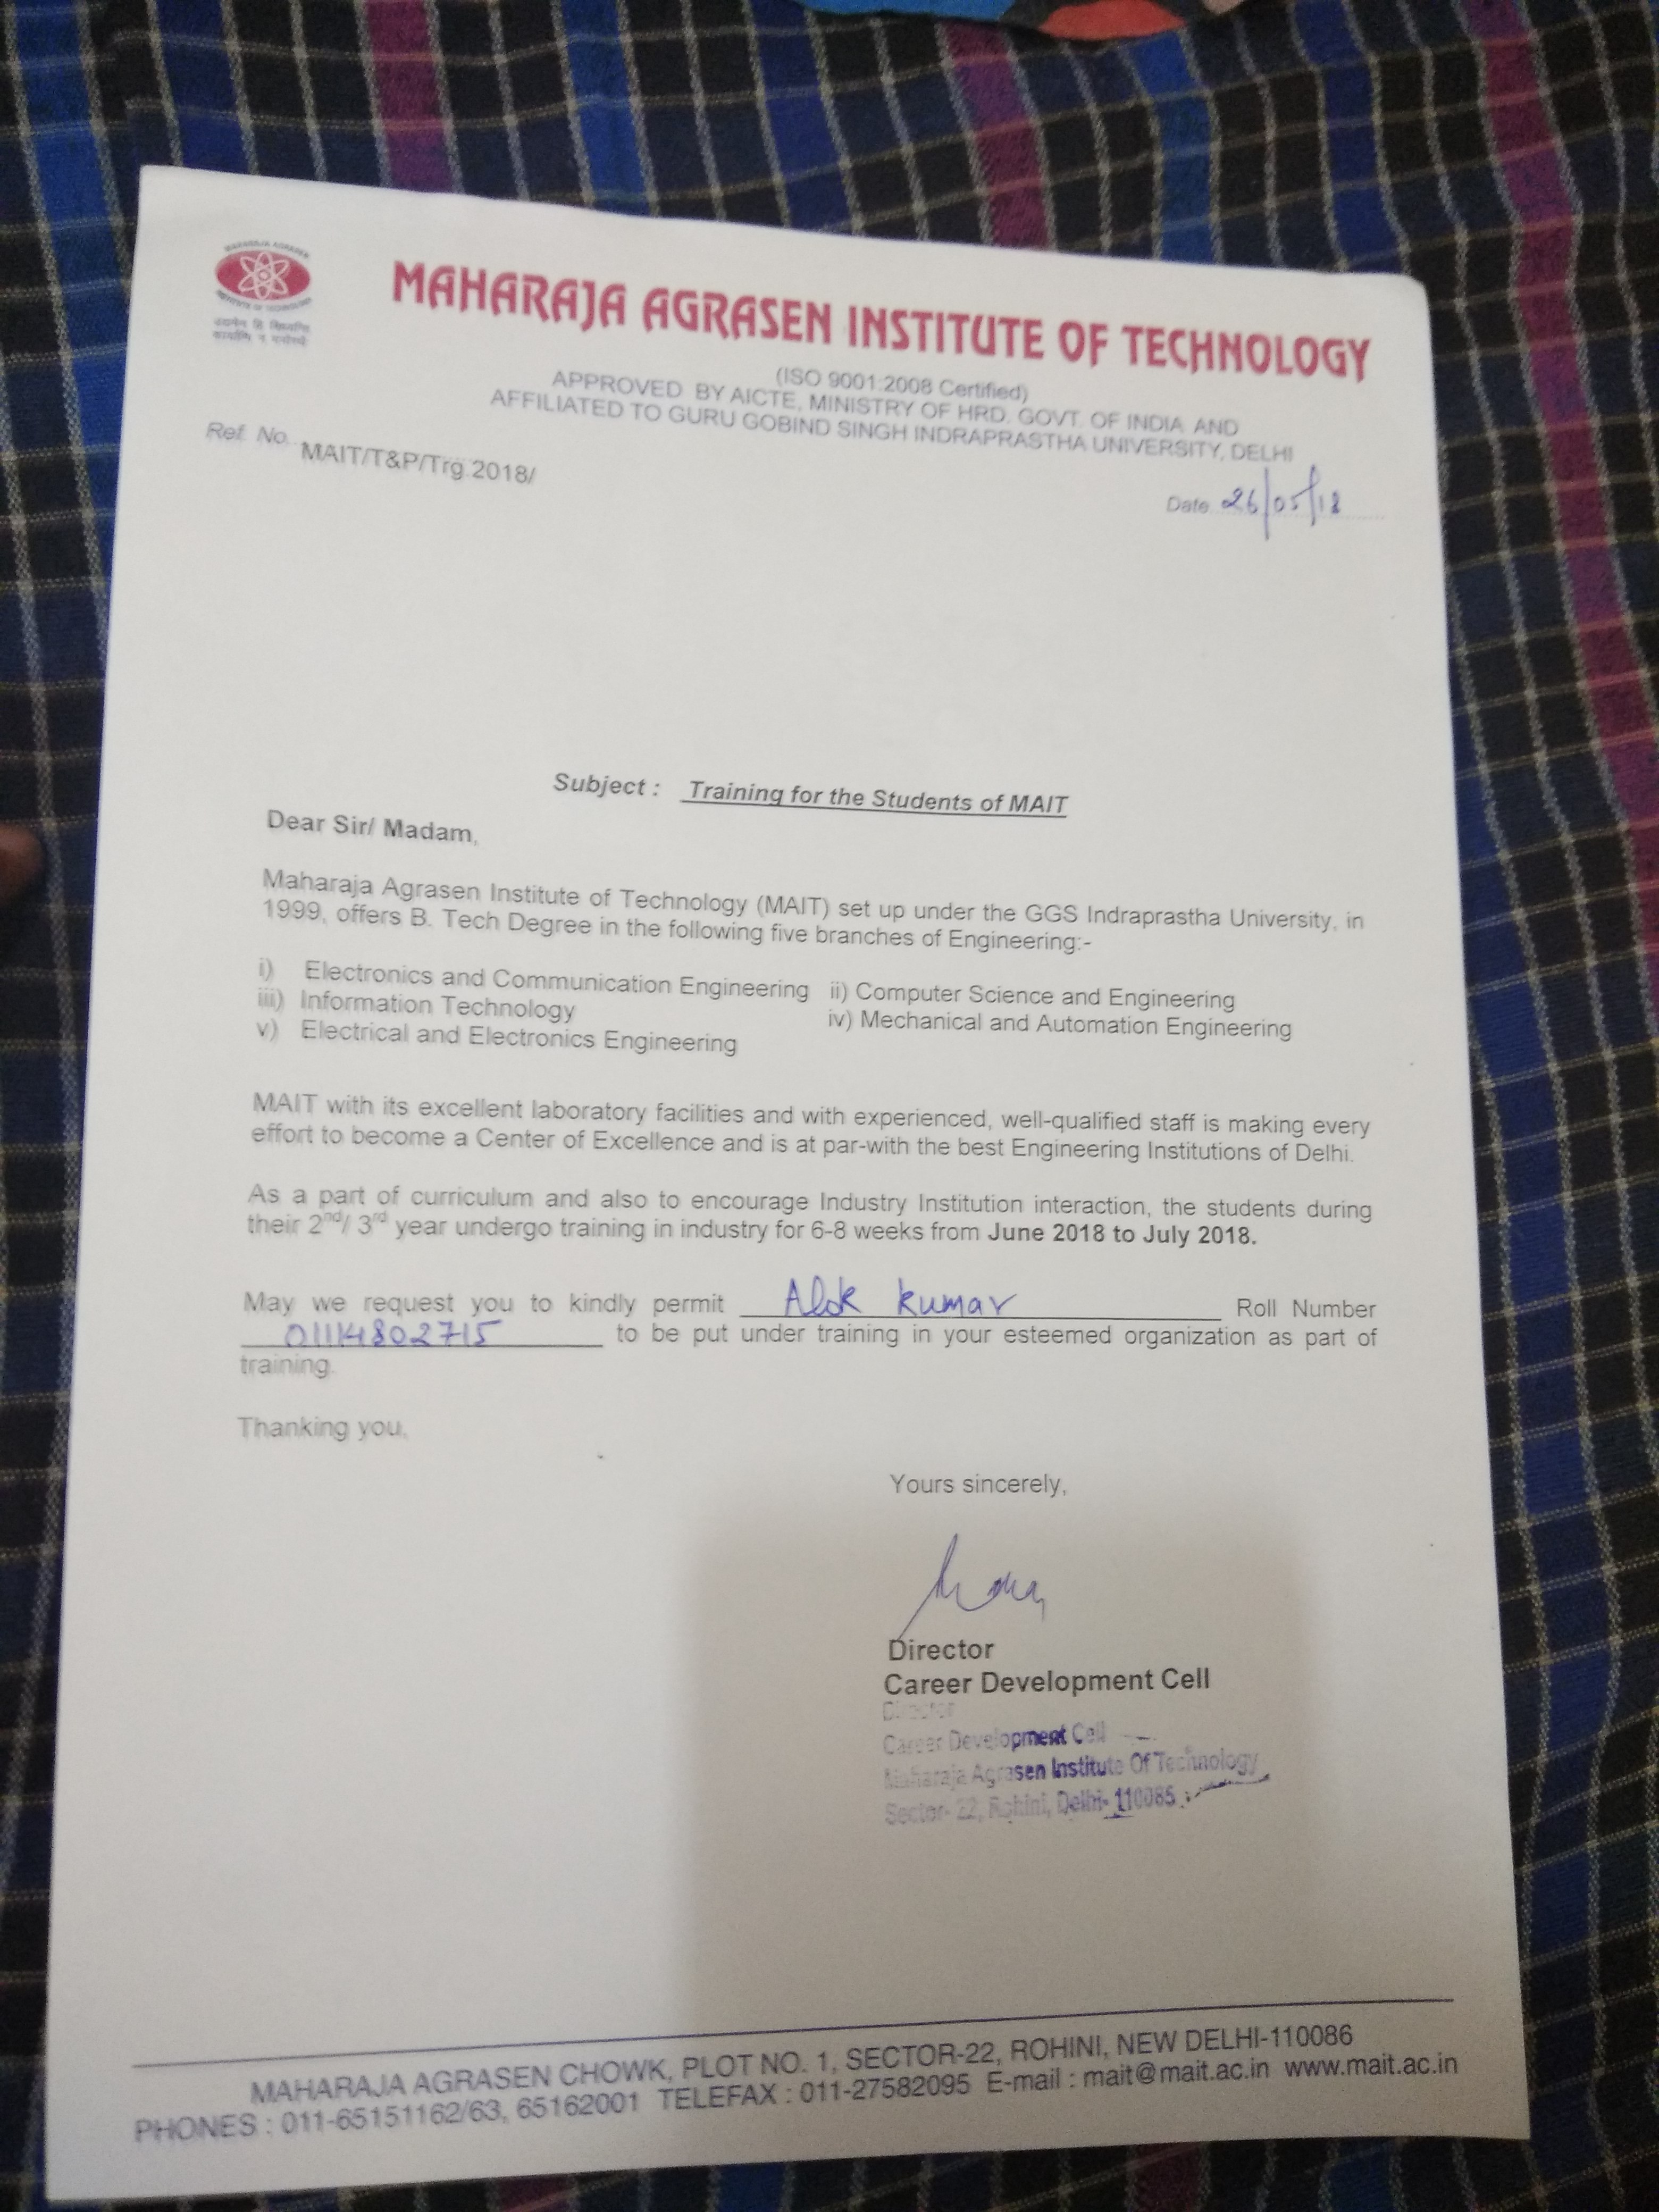 MAHARAJA AGRASEN
INSTITUTE OF TECHNOLOGY
MAHARAJA AGRASEN INSTITUTE OF TECHNOLOGY
(ISO 9001:2008 Certified)
APPROVED BY AICTE, MINISTRY OF HRD, GOVT. OF INDIA AND
AFFILIATED TO GURU GOBIND SINGH INDRAPRASTHA UNIVERSITY, DELHI
Ref. No. MAIT/T&P/Trg.2018/
Date 26/05/18
Subject : Training for the Students of MAIT
Dear Sir/ Madam,
Maharaja Agrasen Institute of Technology (MAIT) set up under the GGS Indraprastha University, in
1999, offers B. Tech Degree in the following five branches of Engineering:-
i) Electronics and Communication Engineering ii) Computer Science and Engineering
iii) Information Technology iv) Mechanical and Automation Engineering
v) Electrical and Electronics Engineering
MAIT with its excellent laboratory facilities and with experienced, well-qualified staff is making every
effort to become a Center of Excellence and is at par-with the best Engineering Institutions of Delhi.
As a part of curriculum and also to encourage Industry Institution interaction, the students during
their 2nd/ 3rd year undergo training in industry for 6-8 weeks from June 2018 to July 2018.
May we request you to kindly permit Alok kumar Roll Number
01114802715 to be put under training in your esteemed organization as part of
training.
Thanking you,
Yours sincerely,
Director
Career Development Cell
Director
Career Development Cell
Maharaja Agrasen Institute Of Technology
Sector- 22, Rohini, Delhi- 110085
MAHARAJA AGRASEN CHOWK, PLOT NO. 1, SECTOR-22, ROHINI, NEW DELHI-110086
PHONES : 011-65151162/63, 65162001 TELEFAX : 011-27582095 E-mail : mait@mait.ac.in www.mait.ac.in